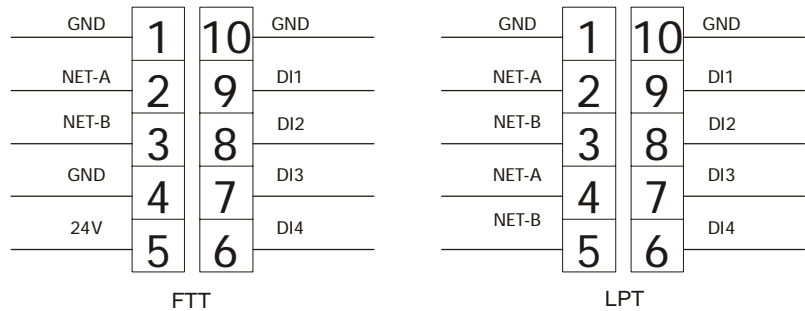 GND 1 10 GND GND 1 10 GND
NET-A 2 9 DI1 NET-A 2 9 DI1
NET-B 3 8 DI2 NET-B 3 8 DI2
GND 4 7 DI3 NET-A 4 7 DI3
24V 5 6 DI4 NET-B 5 6 DI4
FTT LPT